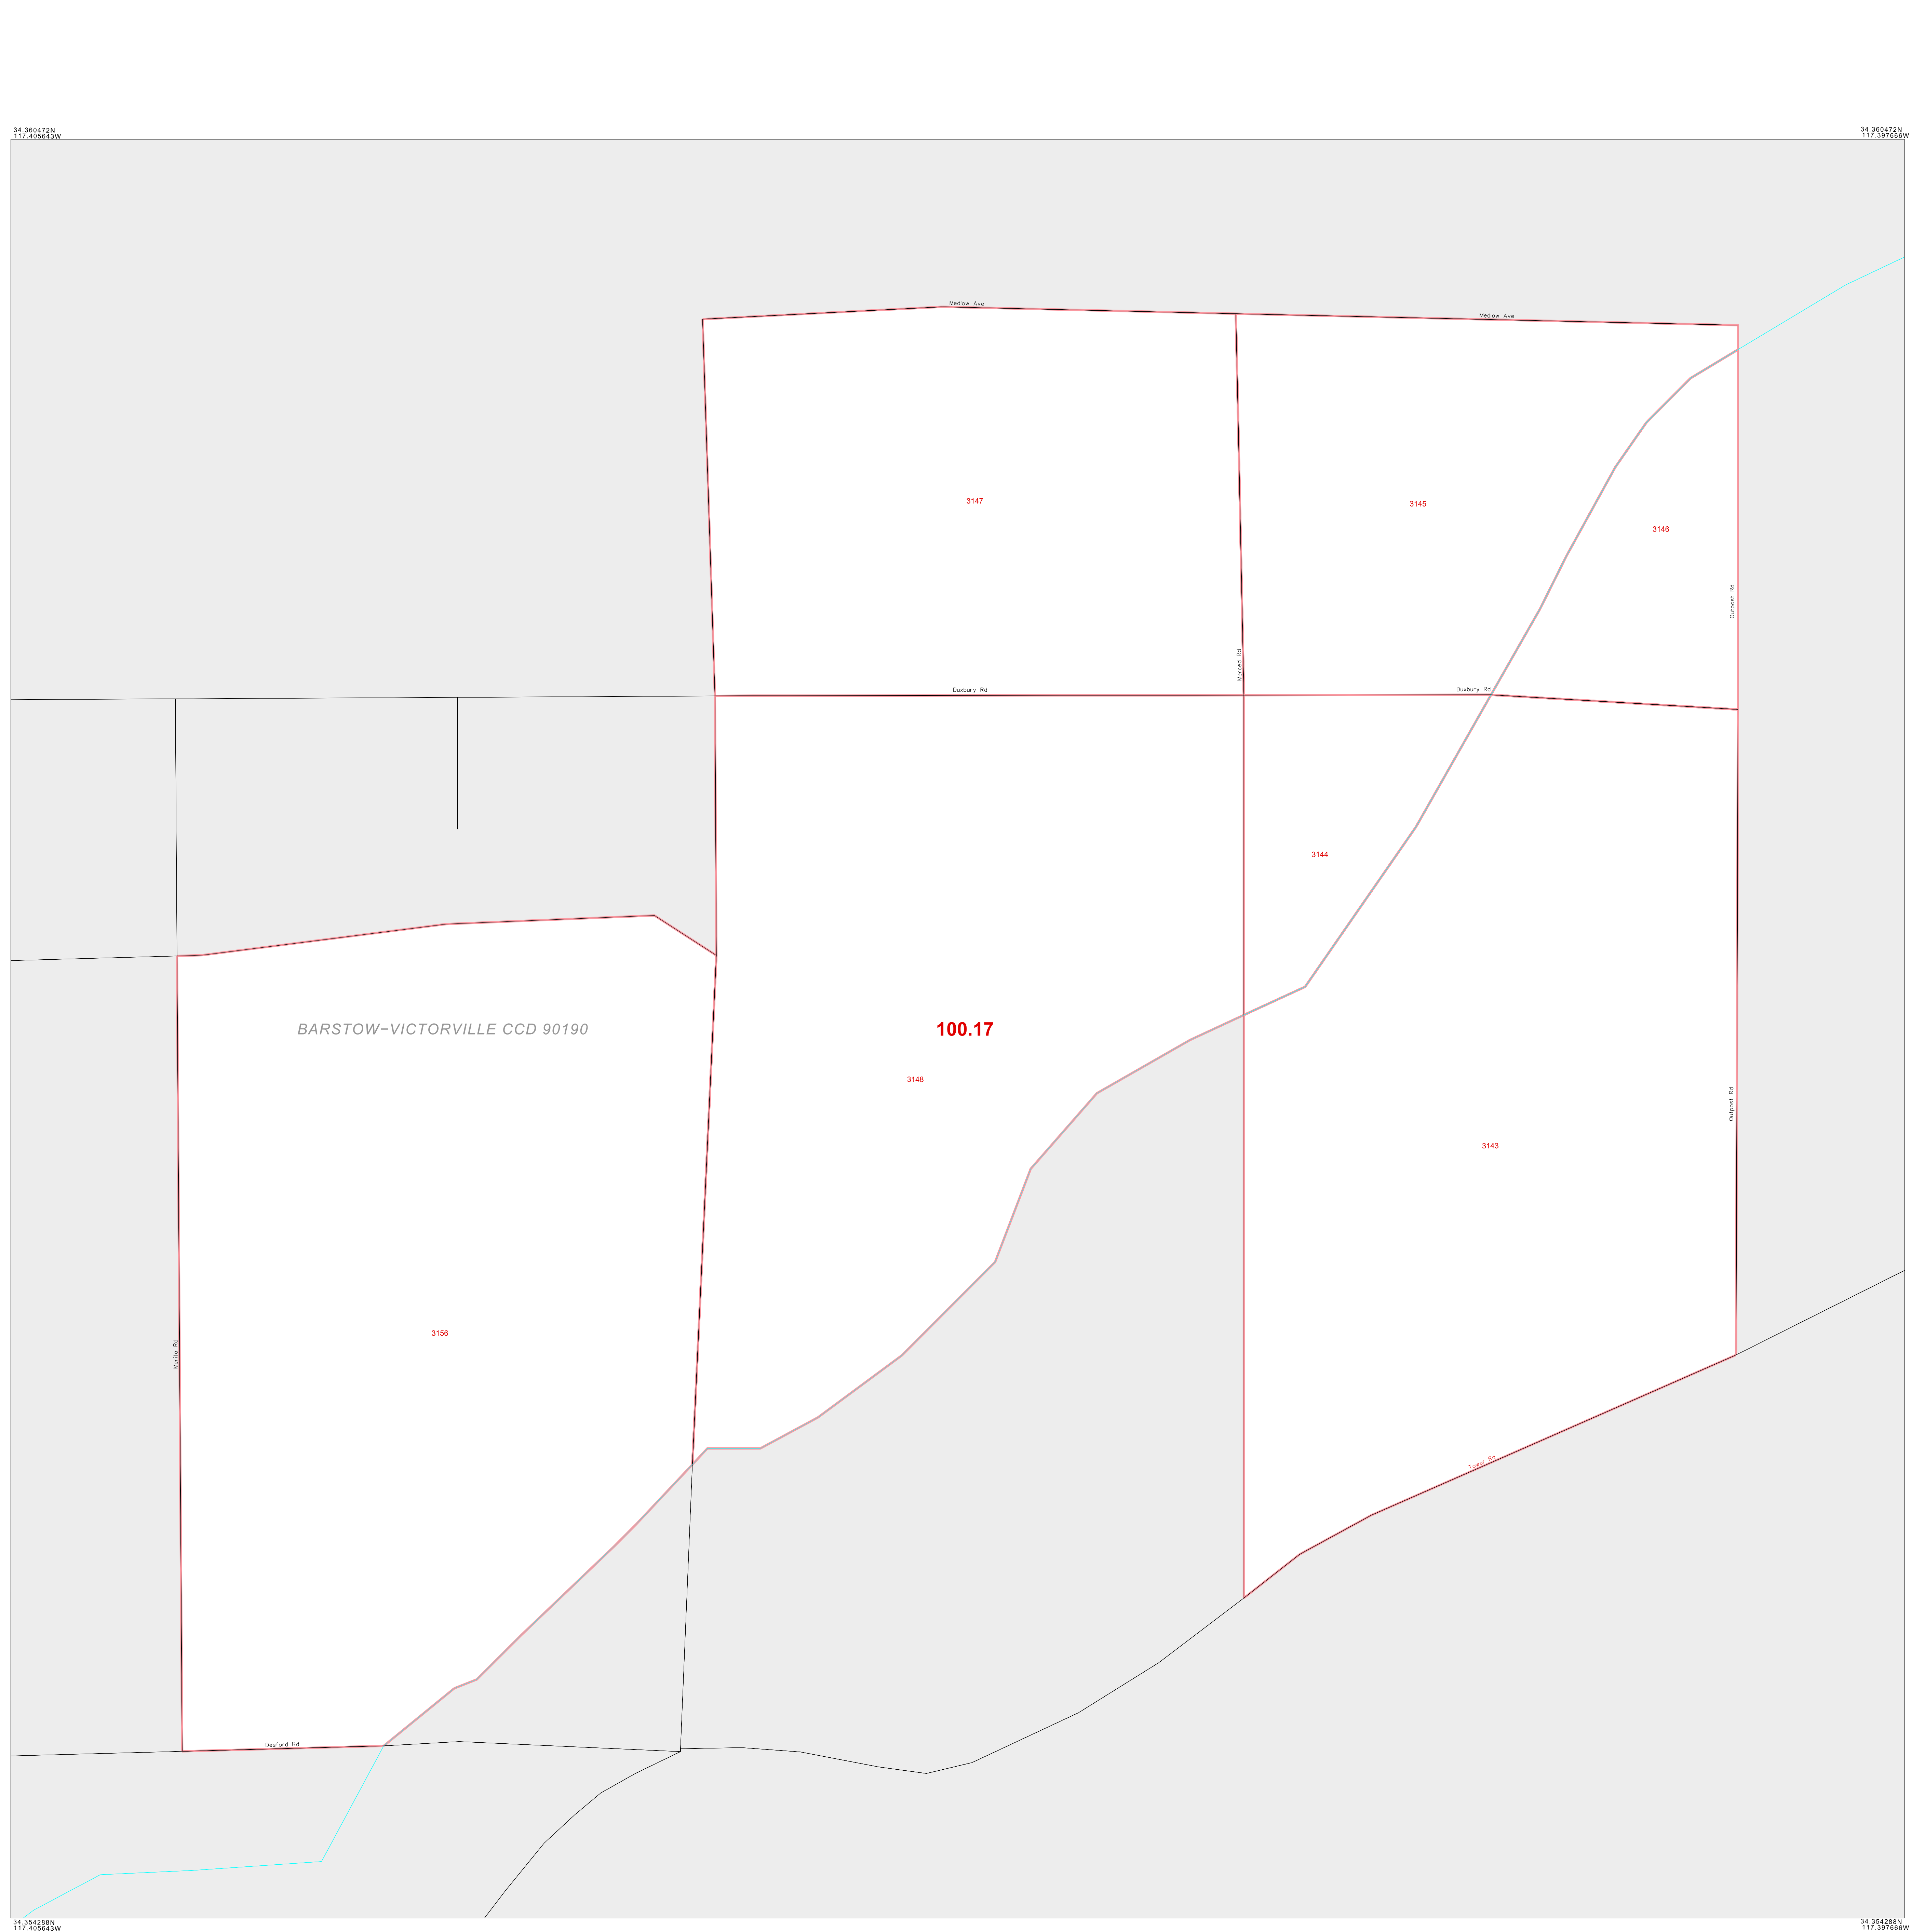 34.360472N
117.405643W
34.360472N
117.397666W
Medlow Ave
Medlow Ave
3147
3145
3146
Outpost Rd
Merced Rd
Duxbury Rd
Duxbury Rd
3144
BARSTOW-VICTORVILLE CCD 90190
100.17
3148
Outpost Rd
3143
3156
Merito Rd
Tower Rd
Desford Rd
34.354288N
117.405643W
34.354288N
117.397666W